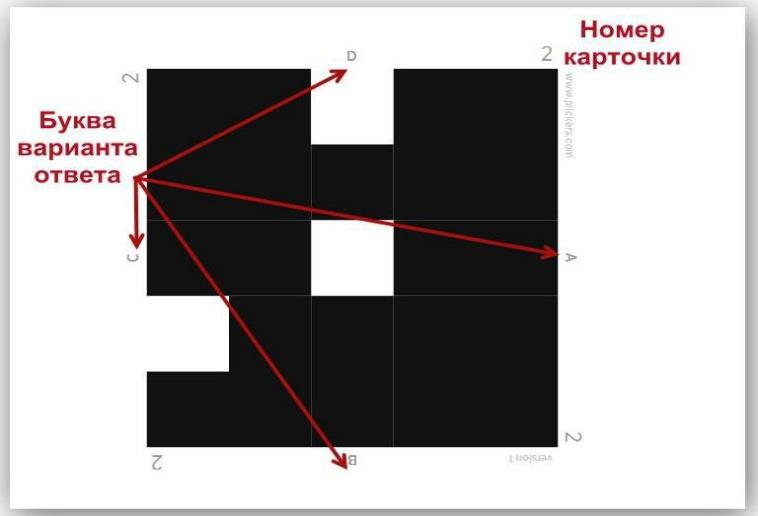 Номер
карточки
D
2
2
www.plickers.com
Буква
варианта
ответа
C
A
2
2
B
version 1